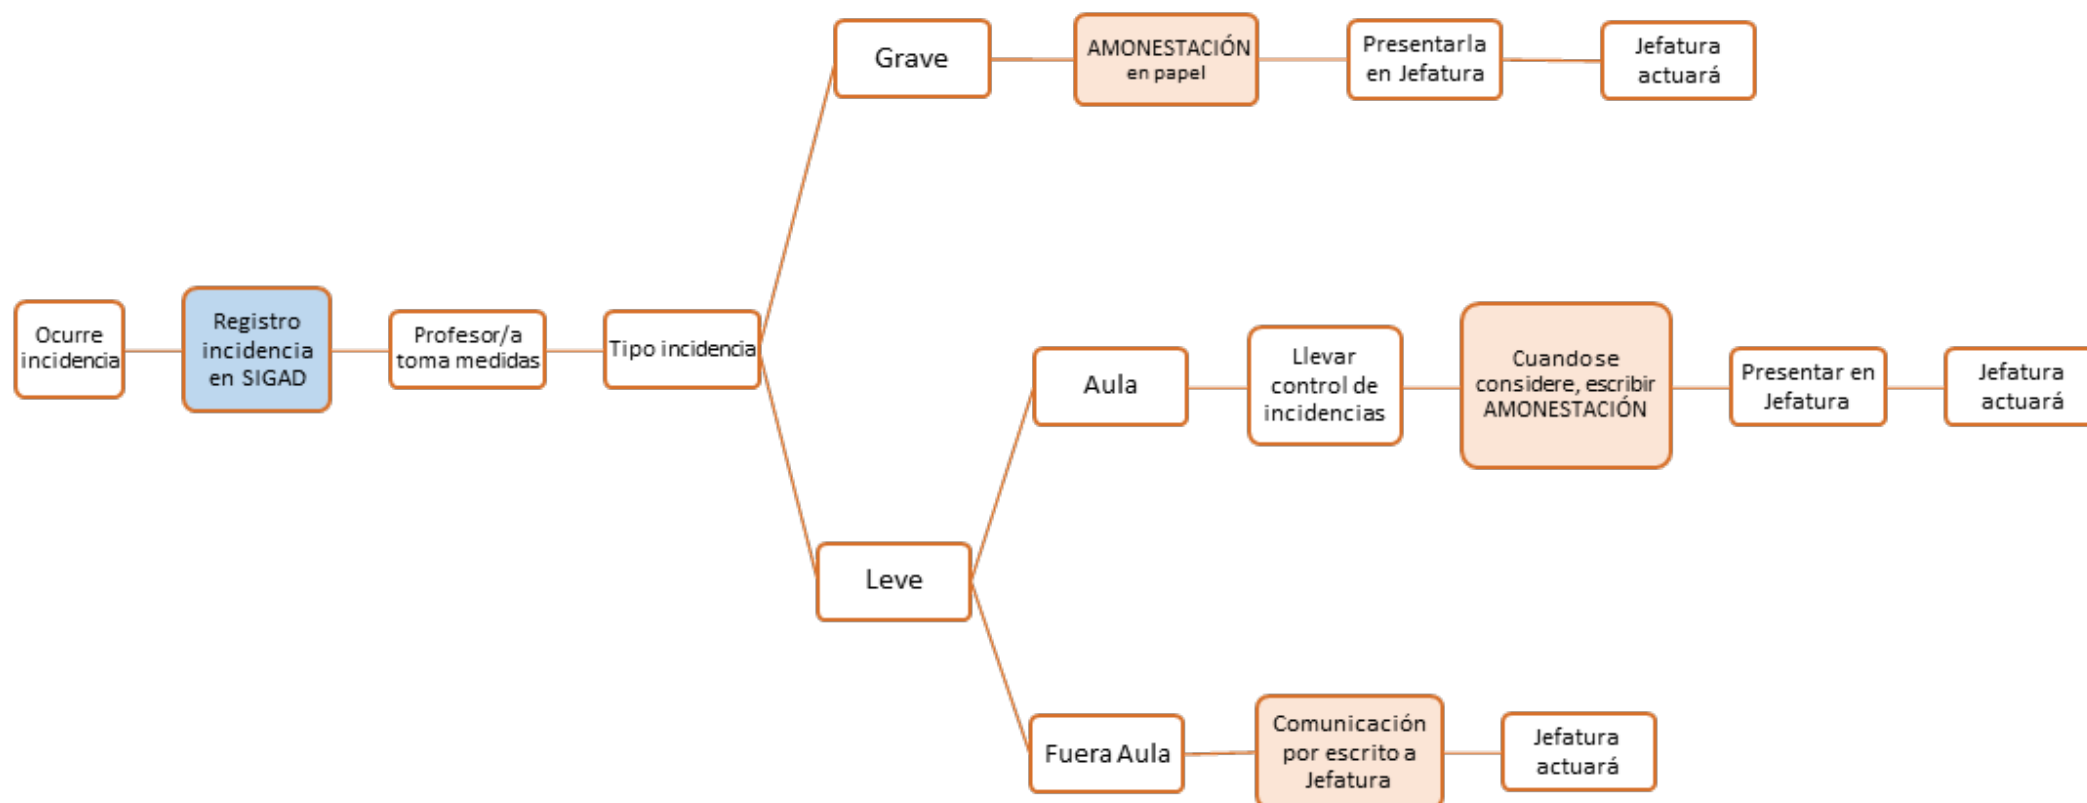 Grave
AMONESTACIÓN
en papel
Presentarla
en Jefatura
Jefatura
actuará
Ocurre
incidencia
Registro
incidencia
en SIGAD
Profesor/a
toma medidas
Tipo incidencia
Aula
Llevar
control de
incidencias
Cuando se
considere, escribir
AMONESTACIÓN
Presentar en
Jefatura
Jefatura
actuará
Leve
Fuera Aula
Comunicación
por escrito a
Jefatura
Jefatura
actuará